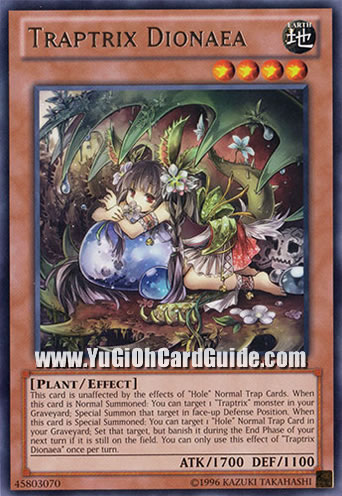 TRAPTRIX DIONAEA
EARTH
地
www.YuGiOhCardGuide.com
[PLANT/EFFECT]
This card is unaffected by the effects of "Hole" Normal Trap Cards. When
this card is Normal Summoned: You can target 1 "Traptrix" monster in your
Graveyard; Special Summon that target in face-up Defense Position. When
this card is Special Summoned: You can target 1 "Hole" Normal Trap Card in
your Graveyard; Set that target, but banish it during the End Phase of your
next turn if it is still on the field. You can only use this effect of "Traptrix
Dionaea" once per turn.
ATK/1700 DEF/1100
45803070
©1996 KAZUKI TAKAHASHI